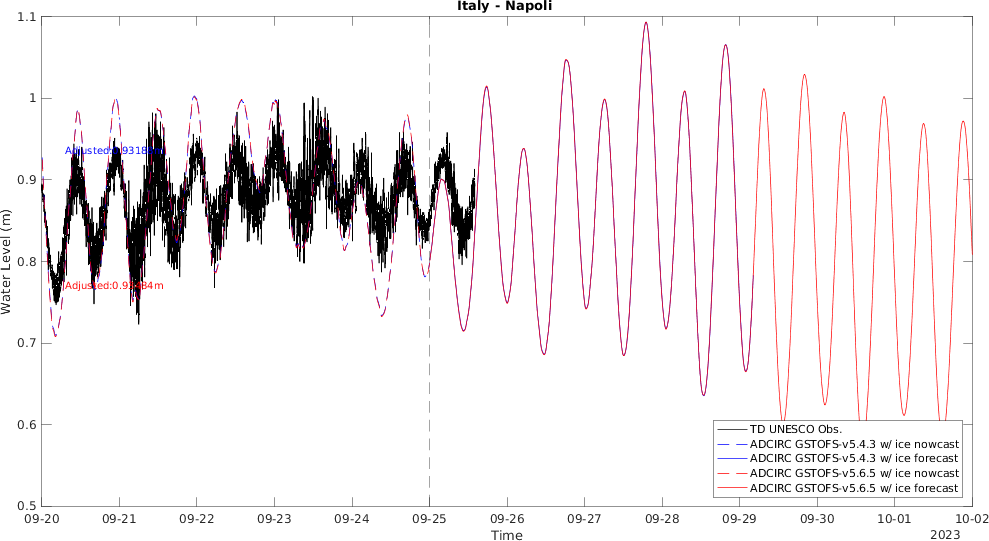 Italy - Napoli
1.1
1
0.9
0.8
0.7
0.6
0.5
Water Level (m)
Adjusted:0.93484m
TD UNESCO Obs.
ADCIRC GSTOFS-v5.4.3 w/ ice nowcast
ADCIRC GSTOFS-v5.4.3 w/ ice forecast
ADCIRC GSTOFS-v5.6.5 w/ ice nowcast
ADCIRC GSTOFS-v5.6.5 w/ ice forecast
09-20 09-21 09-22 09-23 09-24 09-25 09-26 09-27 09-28 09-29 09-30 10-01 10-02
Time 2023